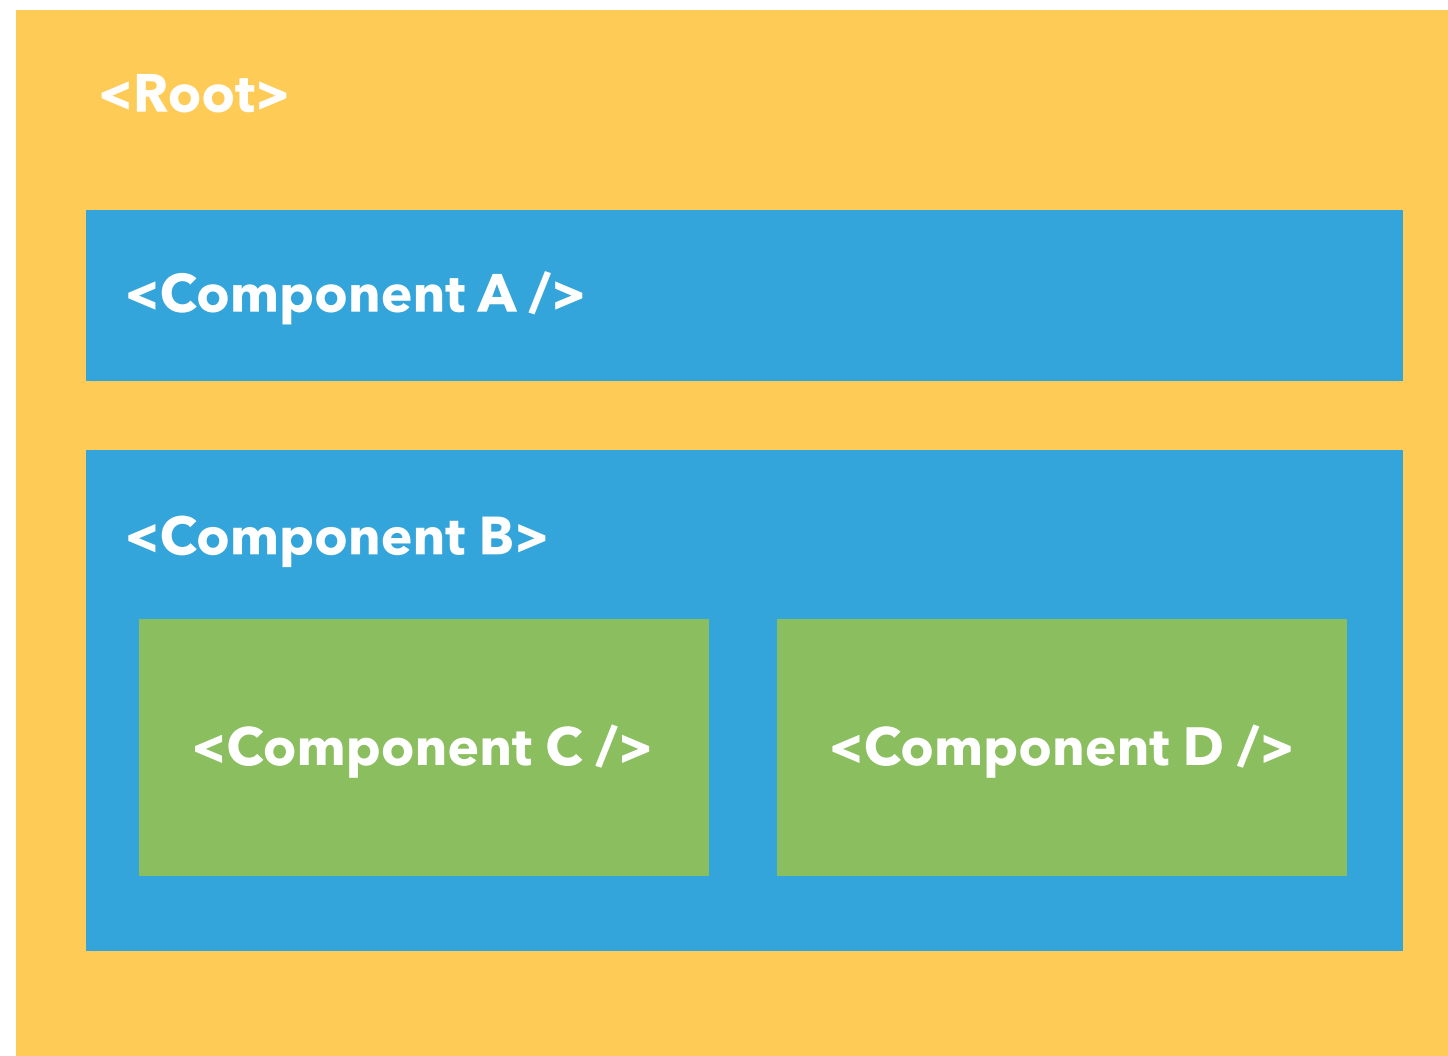 <Root>
<Component A />
<Component B>
<Component C />
<Component D />